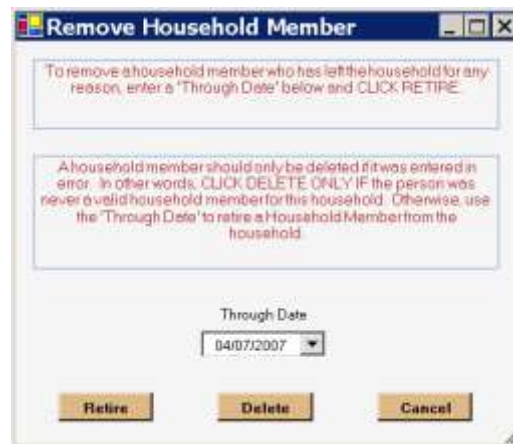 Remove Household Member
To remove a household member who has left the household for any
reason, enter a 'Through Date' below and CLICK RETIRE.
A household member should only be deleted if it was entered in
error. In other words, CLICK DELETE ONLY IF the person was
never a valid household member for this household. Otherwise, use
the 'Through Date' to retire a Household Member from the
household.
Through Date
04/07/2007
Retire Delete Cancel